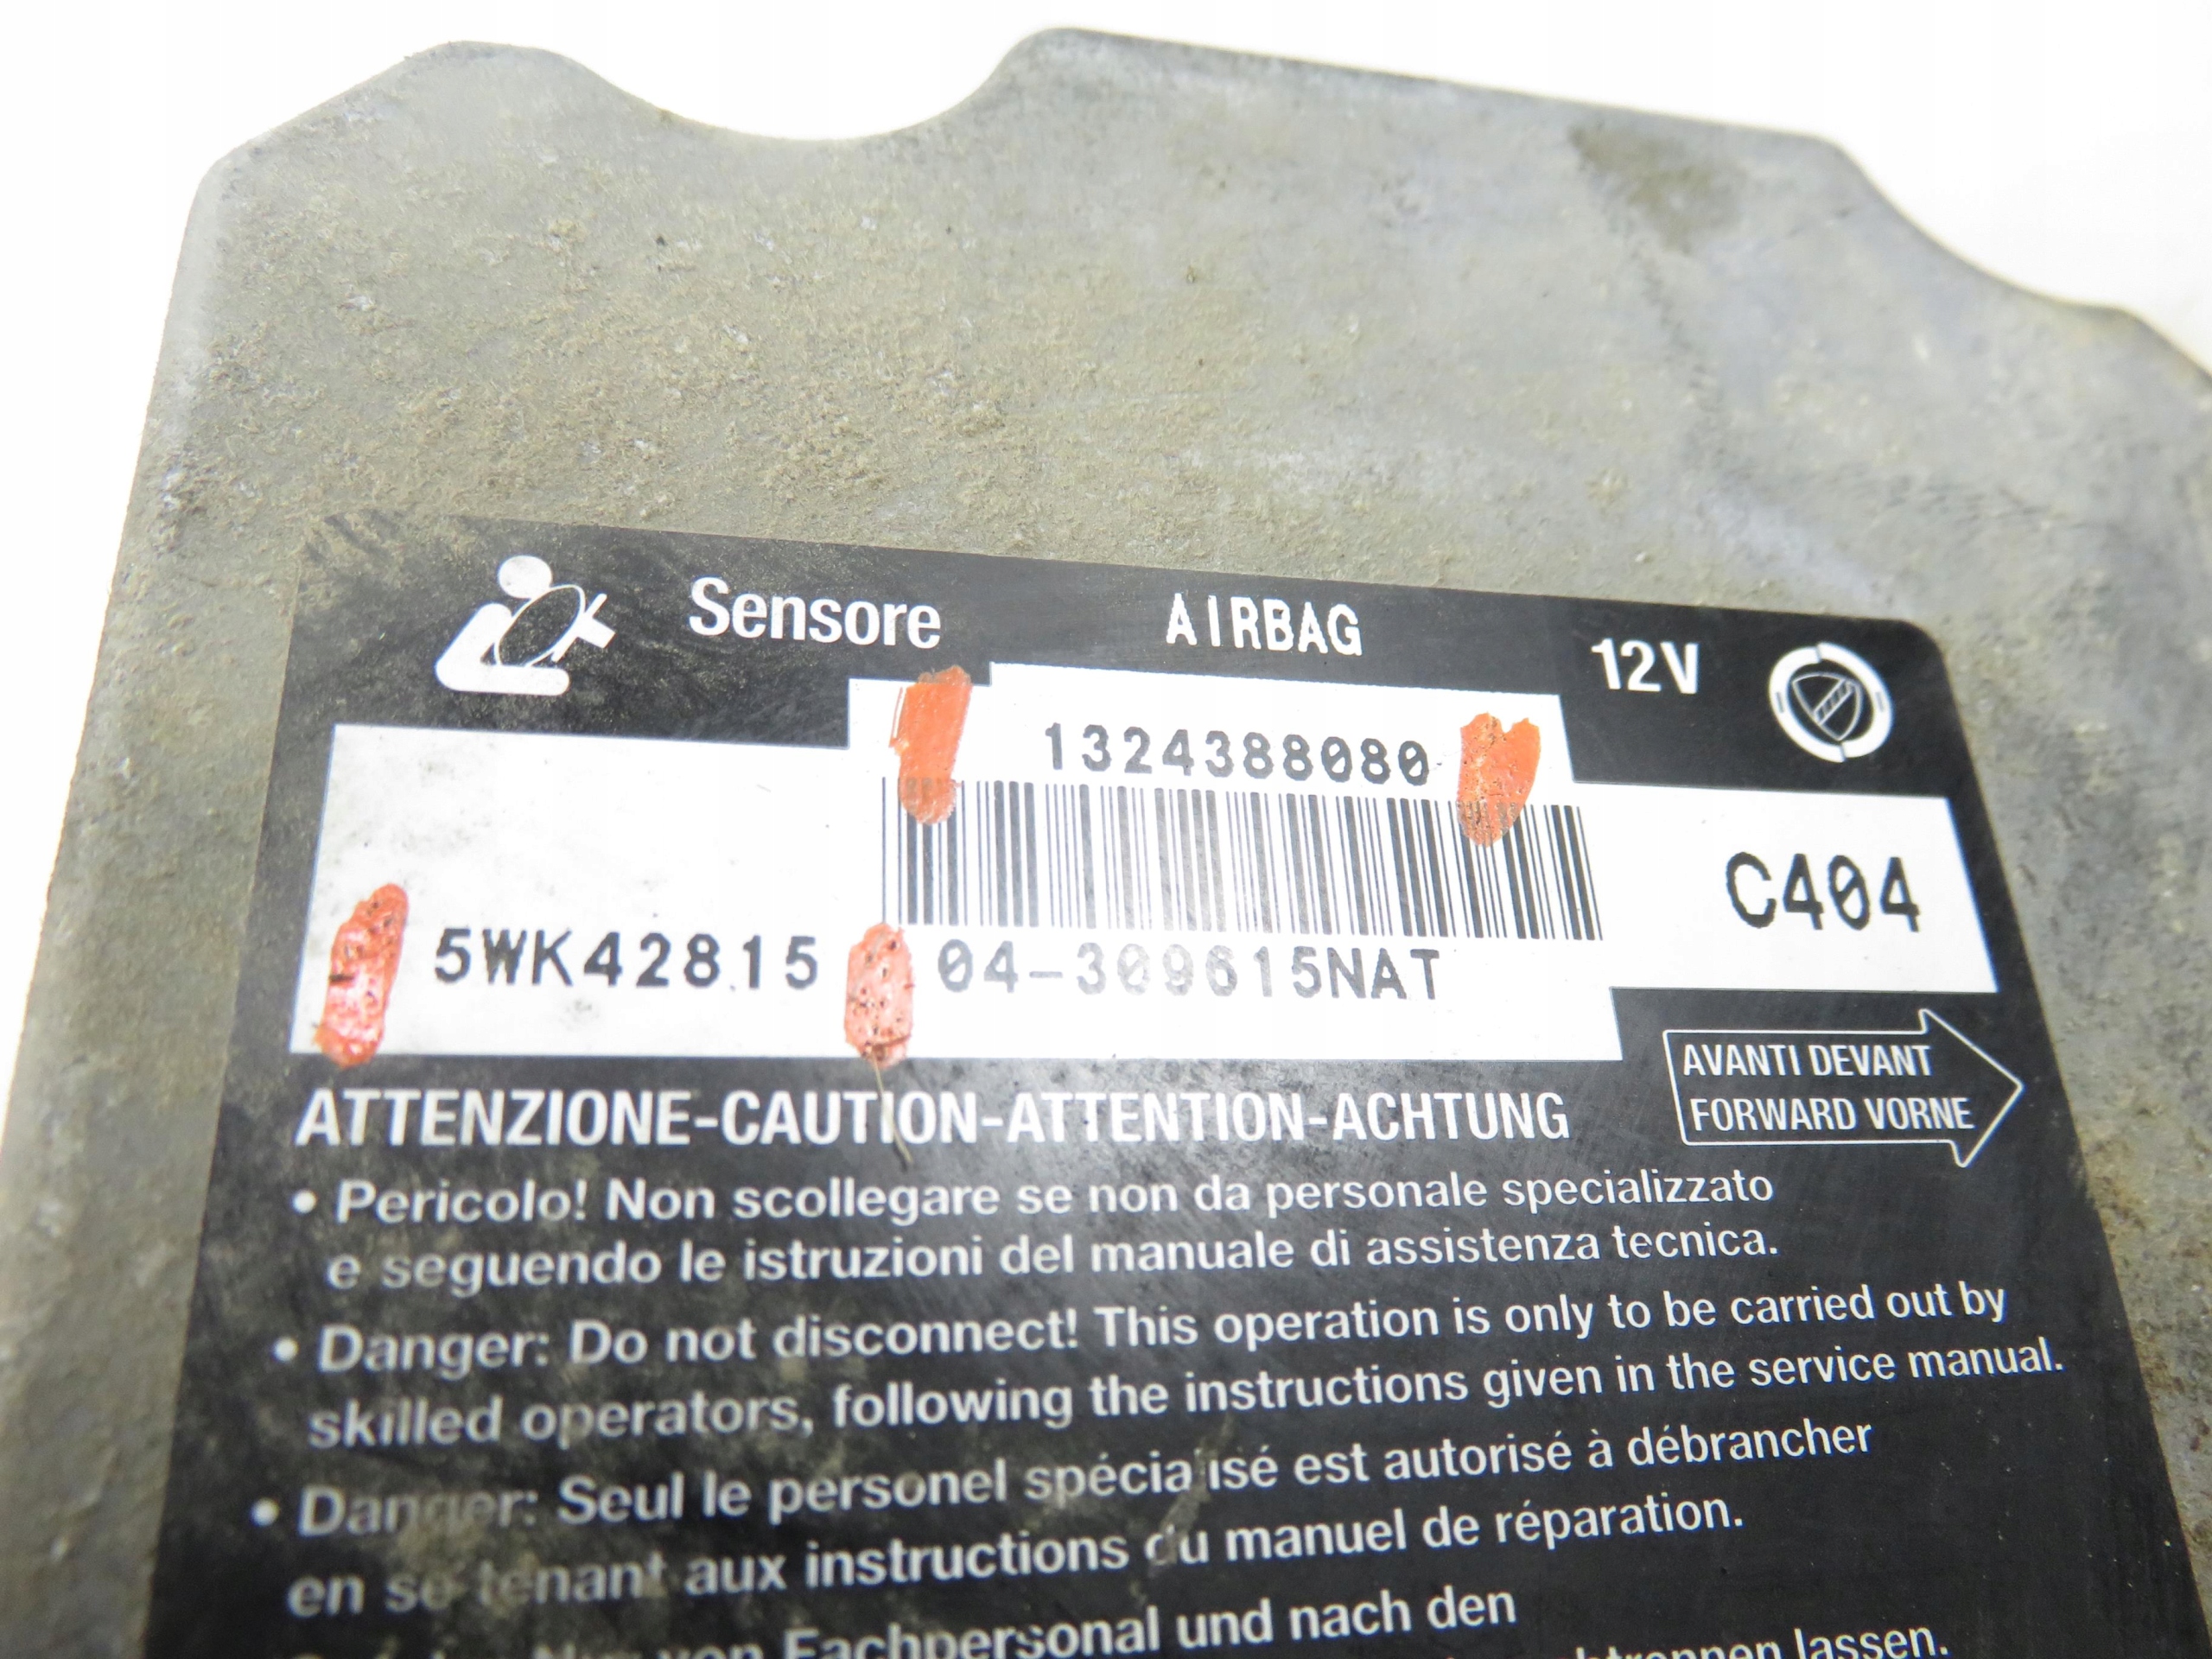 Sensore AIRBAG 12V
1324388080
C404
5WK42815 04-309615NAT
AVANTI DEVANT
FORWARD VORNE
ATTENZIONE-CAUTION-ATTENTION-ACHTUNG
• Pericolo! Non scollegare se non da personale specializzato
e seguendo le istruzioni del manuale di assistenza tecnica.
• Danger: Do not disconnect! This operation is only to be carried out by
skilled operators, following the instructions given in the service manual.
• Danger: Seul le personel spécialisé est autorisé à débrancher
en se tenant aux instructions du manuel de réparation.
von Fachpersonal und nach den
lassen.